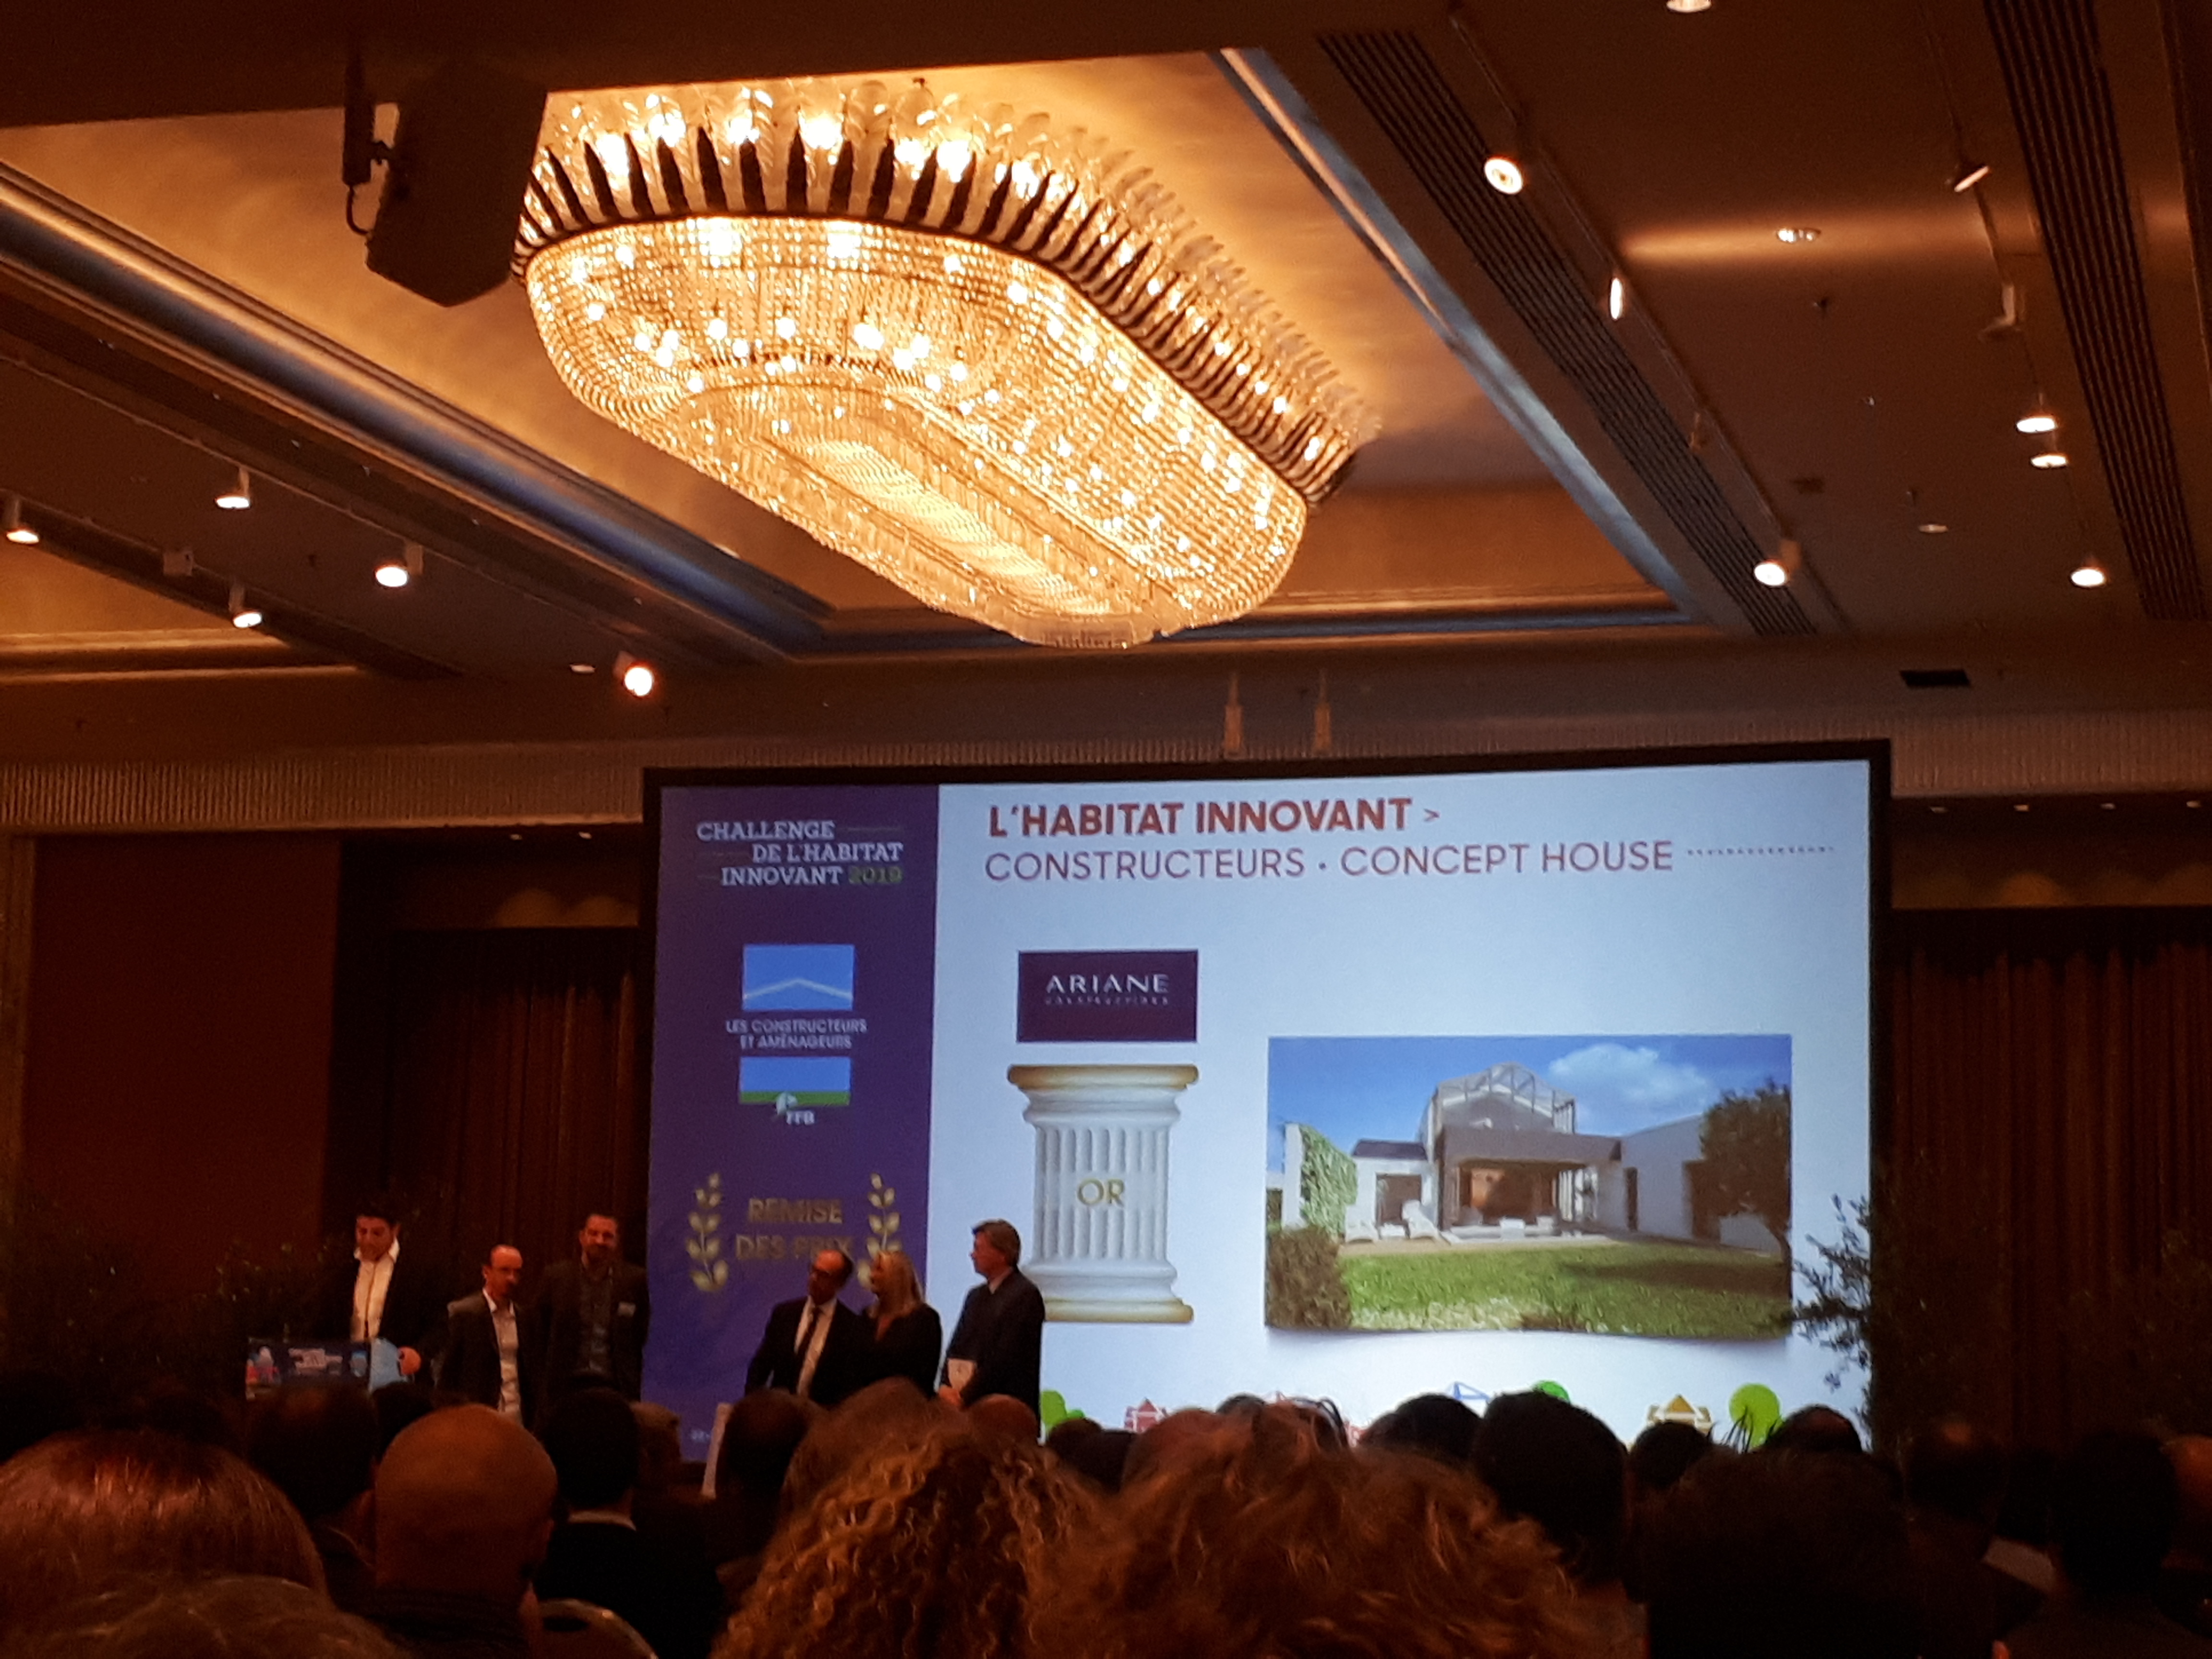 CHALLENGE
DE L'HABITAT
INNOVANT 2019
LES CONSTRUCTEURS
ET AMÉNAGEURS
FFB
REMISE
DES PRIX
L'HABITAT INNOVANT >
CONSTRUCTEURS • CONCEPT HOUSE
ARIANE
CONSTRUCTIONS
OR